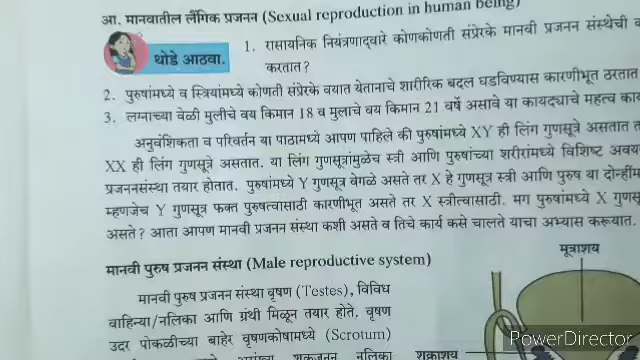 आ. मानवातील लैंगिक प्रजनन (Sexual reproduction in human being)
थोडे आठवा.
1. रासायनिक नियंत्रणाद्वारे कोणकोणती संप्रेरके मानवी प्रजनन संस्थेची
करतात?
2. पुरुषांमध्ये व स्त्रियांमध्ये कोणती संप्रेरके वयात येतानाचे शारीरिक बदल घडविण्यास कारणीभूत ठरतात
3. लग्नाच्या वेळी मुलीचे वय किमान 18 व मुलाचे वय किमान 21 वर्षे असावे या कायद्याचे महत्व
अनुवंशिकता व परिवर्तन या पाठामध्ये आपण पाहिले की पुरुषांमध्ये XY ही लिंग गुणसूत्रे असतात
XX ही लिंग गुणसूत्रे असतात. या लिंग गुणसूत्रांमुळेच स्त्री आणि पुरुषांच्या शरीरांमध्ये विशिष्ट
प्रजननसंस्था तयार होतात. पुरुषांमध्ये Y गुणसूत्र वेगळे असते तर X हे गुणसूत्र स्त्री आणि पुरुष या
म्हणजेच Y गुणसूत्र फक्त पुरुषत्वासाठी कारणीभूत असते तर X स्त्रीत्वासाठी. मग पुरुषांमध्ये X
असते? आता आपण मानवी प्रजनन संस्था कशी असते व तिचे कार्य कसे चालते याचा अभ्यास करूयात.
मानवी पुरुष प्रजनन संस्था (Male reproductive system)
मूत्राशय
मानवी पुरुष प्रजनन संस्था वृषण (Testes), विविध
वाहिन्या/नलिका आणि ग्रंथी मिळून तयार होते. वृषण
उदर पोकळीच्या बाहेर वृषणकोषामध्ये (Scrotum)
शुक्राशय
PowerDirector